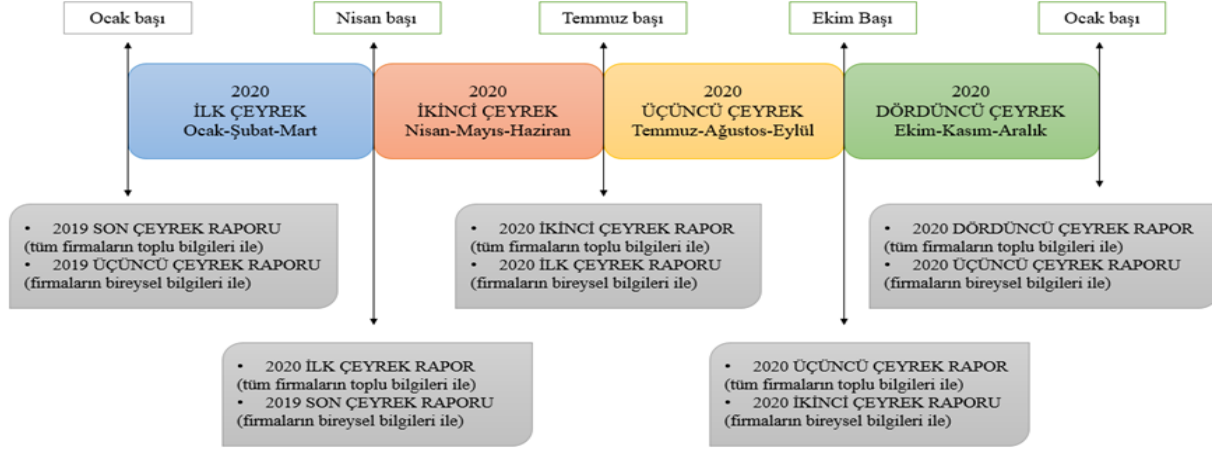 Ocak başı
Nisan başı
Temmuz başı
Ekim Başı
Ocak başı
2020
İLK ÇEYREK
Ocak-Şubat-Mart
2020
İKİNCİ ÇEYREK
Nisan-Mayıs-Haziran
2020
ÜÇÜNCÜ ÇEYREK
Temmuz-Ağustos-Eylül
2020
DÖRDÜNCÜ ÇEYREK
Ekim-Kasım-Aralık
• 2019 SON ÇEYREK RAPORU
(tüm firmaların toplu bilgileri ile)
• 2019 ÜÇÜNCÜ ÇEYREK RAPORU
(firmaların bireysel bilgileri ile)
• 2020 İKİNCİ ÇEYREK RAPOR
(tüm firmaların toplu bilgileri ile)
• 2020 İLK ÇEYREK RAPORU
(firmaların bireysel bilgileri ile)
• 2020 DÖRDÜNCÜ ÇEYREK RAPOR
(tüm firmaların toplu bilgileri ile)
• 2020 ÜÇÜNCÜ ÇEYREK RAPORU
(firmaların bireysel bilgileri ile)
• 2020 İLK ÇEYREK RAPOR
(tüm firmaların toplu bilgileri ile)
• 2019 SON ÇEYREK RAPORU
(firmaların bireysel bilgileri ile)
• 2020 ÜÇÜNCÜ ÇEYREK RAPOR
(tüm firmaların toplu bilgileri ile)
• 2020 İKİNCİ ÇEYREK RAPORU
(firmaların bireysel bilgileri ile)